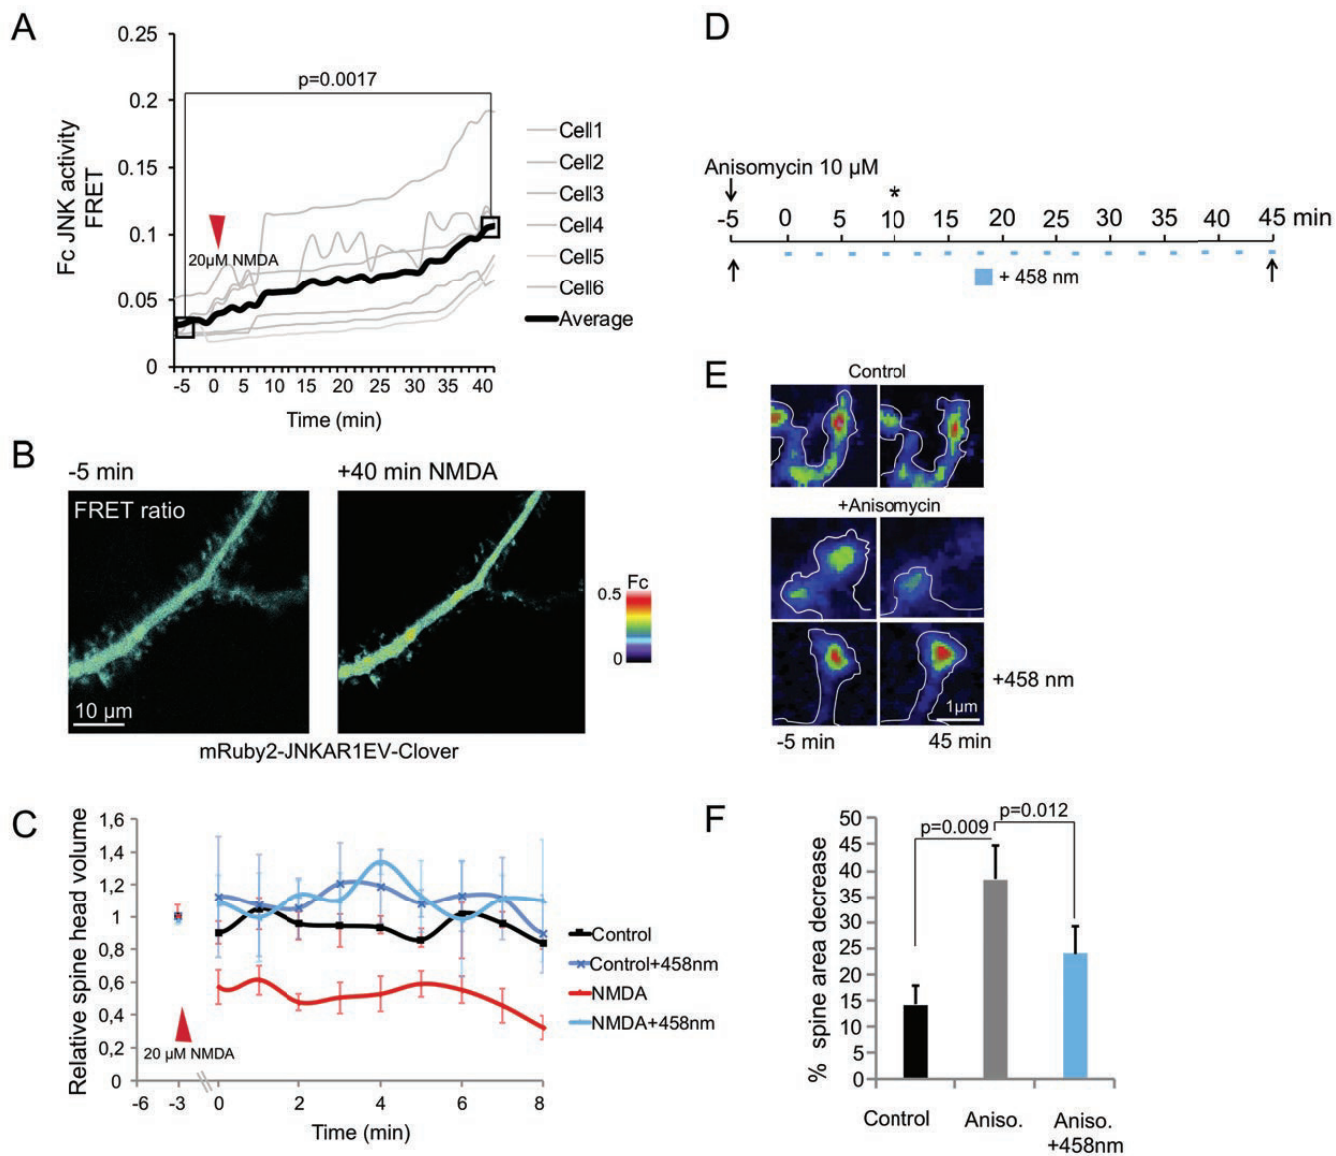 A
0.25
0.2
0.15
0.1
0.05
0
Fc JNK activity
FRET
p=0.0017
20µM NMDA
Cell1
Cell2
Cell3
Cell4
Cell5
Cell6
Average
-5 0 5 10 15 20 25 30 35 40
Time (min)
B
-5 min
+40 min NMDA
FRET ratio
10 µm
Fc
0.5
0
mRuby2-JNKAR1EV-Clover
C
Relative spine head volume
1,6
1,4
1,2
1
0,8
0,6
0,4
0,2
0
20 µM NMDA
-6 -3 0 2 4 6 8
Time (min)
Control
Control+458nm
NMDA
NMDA+458nm
D
Anisomycin 10 µM
*
-5 0 5 10 15 20 25 30 35 40 45 min
+ 458 nm
E
Control
+Anisomycin
+458 nm
1µm
-5 min
45 min
F
% spine area decrease
50
45
40
35
30
25
20
15
10
5
0
p=0.009
p=0.012
Control
Aniso.
Aniso.
+458nm